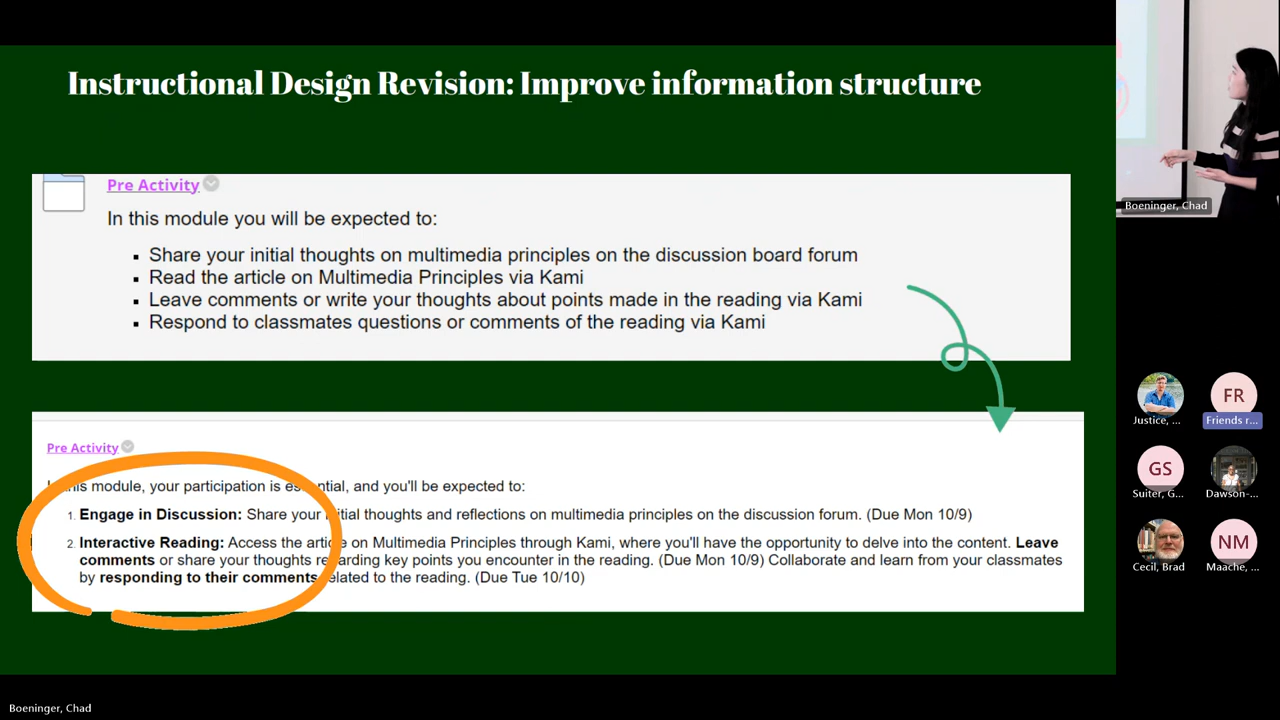 Instructional Design Revision: Improve information structure
Pre Activity
In this module you will be expected to:
Share your initial thoughts on multimedia principles on the discussion board forum
Read the article on Multimedia Principles via Kami
Leave comments or write your thoughts about points made in the reading via Kami
Respond to classmates questions or comments of the reading via Kami
Pre Activity
In this module, your participation is essential, and you'll be expected to:
1. Engage in Discussion: Share your initial thoughts and reflections on multimedia principles on the discussion forum. (Due Mon 10/9)
2. Interactive Reading: Access the article on Multimedia Principles through Kami, where you'll have the opportunity to delve into the content. Leave
comments or share your thoughts regarding key points you encounter in the reading. (Due Mon 10/9) Collaborate and learn from your classmates
by responding to their comments related to the reading. (Due Tue 10/10)
Boeninger, Chad
FR
Justice, ...
Friends r...
GS
Suiter, G...
Dawson-...
NM
Cecil, Brad
Maache, ...
Boeninger, Chad